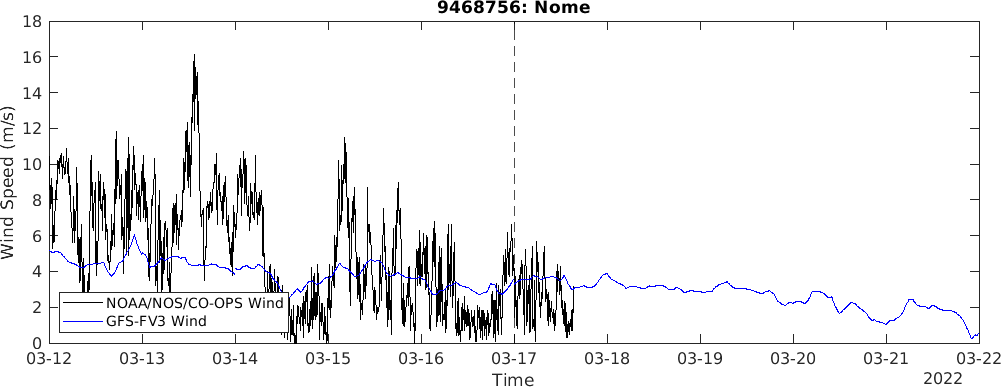 9468756: Nome
18
16
14
12
10
8
6
4
2
0
Wind Speed (m/s)
NOAA/NOS/CO-OPS Wind
GFS-FV3 Wind
03-12 03-13 03-14 03-15 03-16 03-17 03-18 03-19 03-20 03-21 03-22
Time
2022